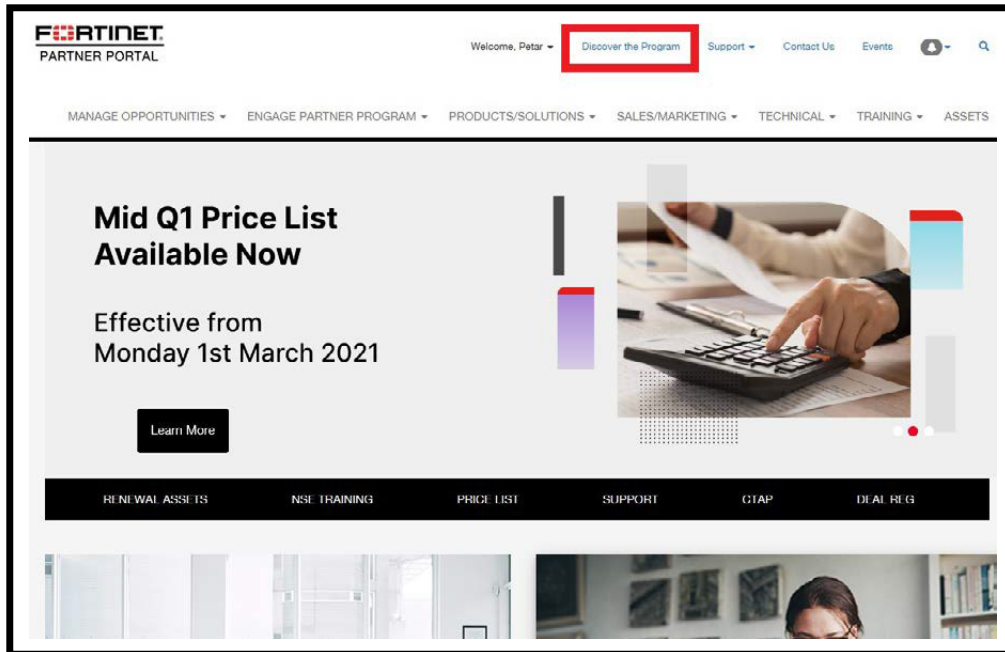 FORTINET
PARTNER PORTAL
Welcome, Petar
Discover the Program
Support
Contact Us
Events
MANAGE OPPORTUNITIES
ENGAGE PARTNER PROGRAM
PRODUCTS/SOLUTIONS
SALES/MARKETING
TECHNICAL
TRAINING
ASSETS
Mid Q1 Price List
Available Now
Effective from
Monday 1st March 2021
Learn More
RENEWAL ASSETS
NSE TRAINING
PRICE LIST
SUPPORT
CTAP
DEAL REG